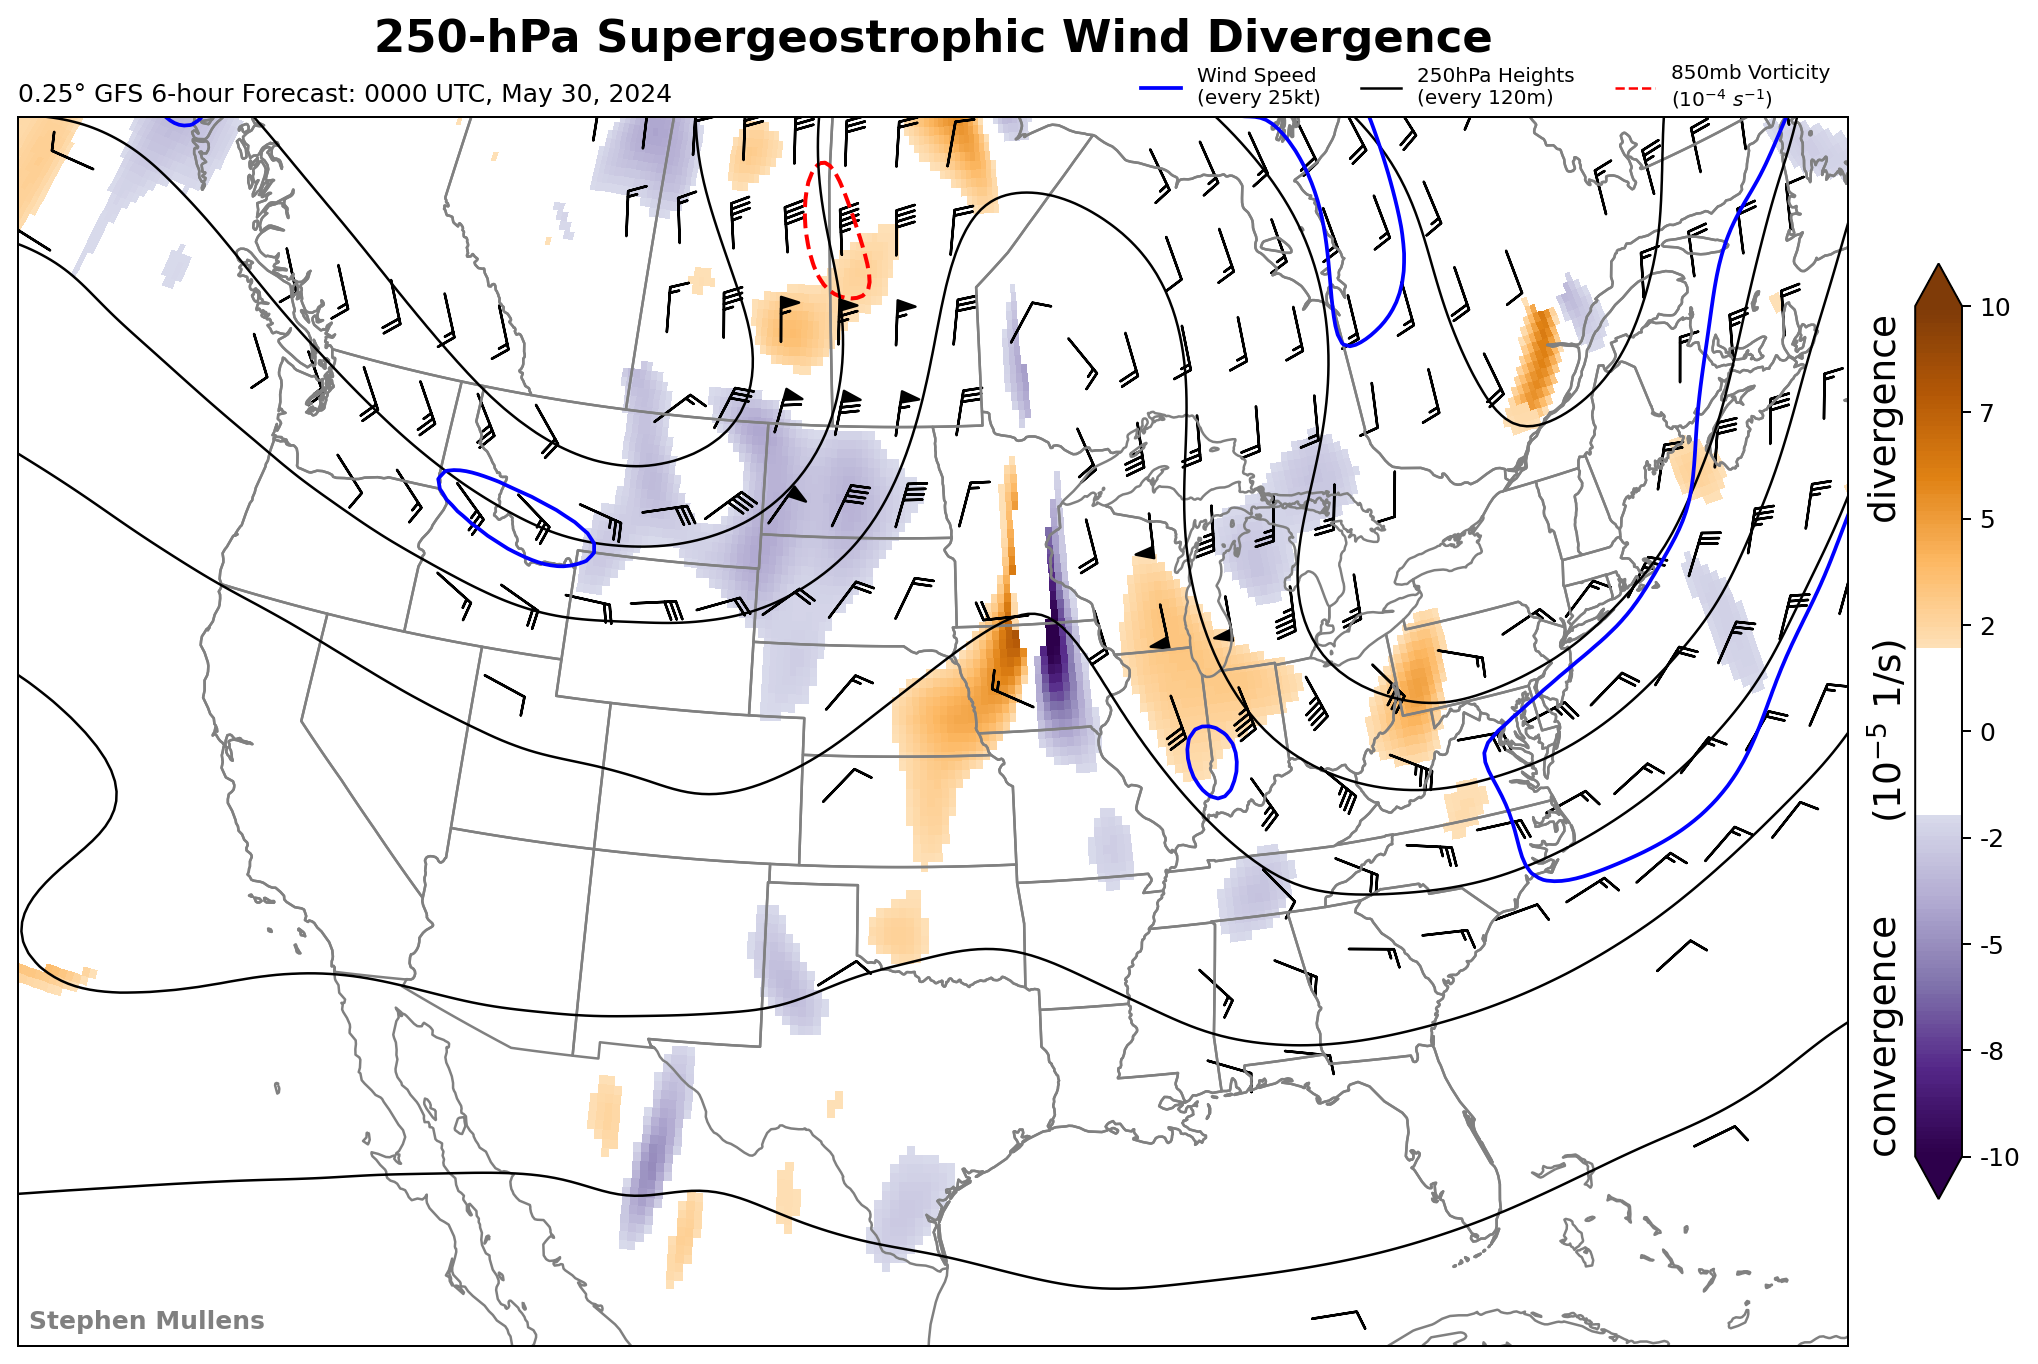 250-hPa Supergeostrophic Wind Divergence
0.25° GFS 6-hour Forecast: 0000 UTC, May 30, 2024
Wind Speed
(every 25kt)
250hPa Heights
(every 120m)
850mb Vorticity
(10⁻⁴ s⁻¹)
10
7
5
2
0
-2
-5
-8
-10
convergence (10⁻⁵ 1/s) divergence
Stephen Mullens